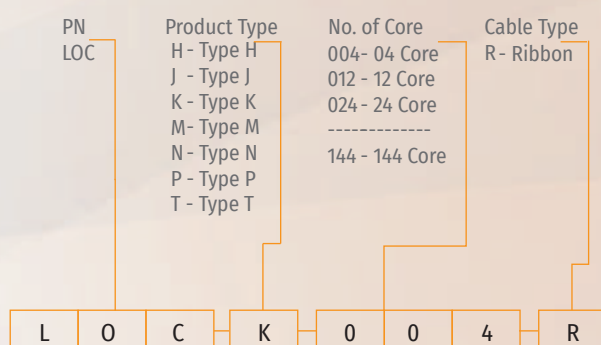 PN
LOC
Product Type
H - Type H
J - Type J
K - Type K
M - Type M
N - Type N
P - Type P
T - Type T
No. of Core
004- 04 Core
012 - 12 Core
024 - 24 Core
-------------
144 - 144 Core
Cable Type
R - Ribbon
L O C - K - 0 0 4 - R